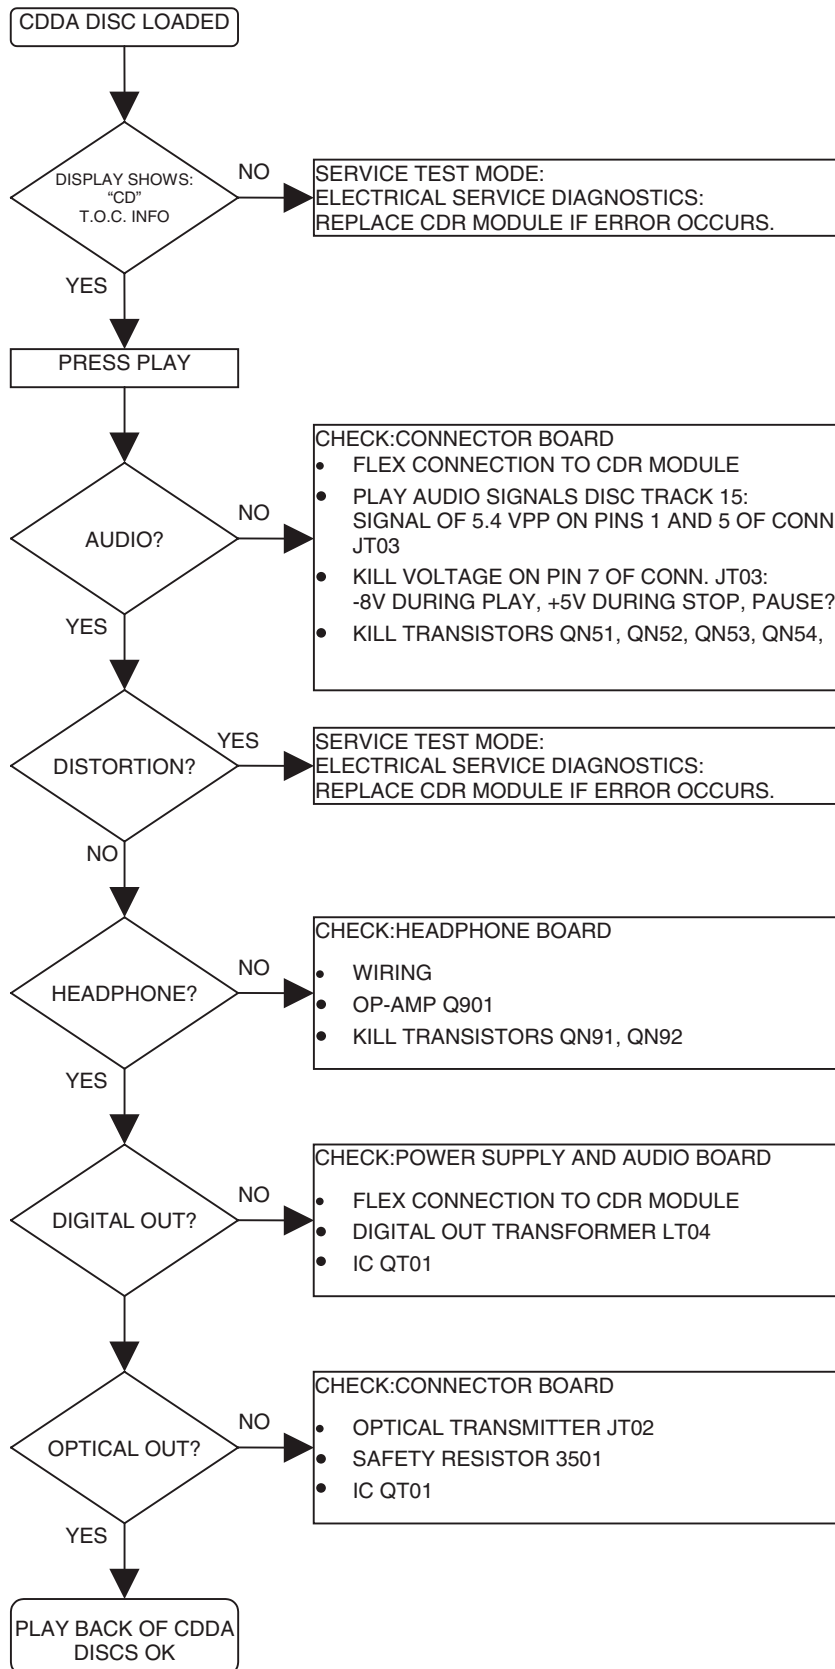 CDDA DISC LOADED
DISPLAY SHOWS:
“CD”
T.O.C. INFO
NO
SERVICE TEST MODE:
ELECTRICAL SERVICE DIAGNOSTICS:
REPLACE CDR MODULE IF ERROR OCCURS.
YES
PRESS PLAY
AUDIO?
NO
CHECK:CONNECTOR BOARD
• FLEX CONNECTION TO CDR MODULE
• PLAY AUDIO SIGNALS DISC TRACK 15:
SIGNAL OF 5.4 VPP ON PINS 1 AND 5 OF CONN
JT03
• KILL VOLTAGE ON PIN 7 OF CONN. JT03:
-8V DURING PLAY, +5V DURING STOP, PAUSE?
• KILL TRANSISTORS QN51, QN52, QN53, QN54,
YES
DISTORTION?
YES
SERVICE TEST MODE:
ELECTRICAL SERVICE DIAGNOSTICS:
REPLACE CDR MODULE IF ERROR OCCURS.
NO
HEADPHONE?
NO
CHECK:HEADPHONE BOARD
• WIRING
• OP-AMP Q901
• KILL TRANSISTORS QN91, QN92
YES
DIGITAL OUT?
NO
CHECK:POWER SUPPLY AND AUDIO BOARD
• FLEX CONNECTION TO CDR MODULE
• DIGITAL OUT TRANSFORMER LT04
• IC QT01
OPTICAL OUT?
NO
CHECK:CONNECTOR BOARD
• OPTICAL TRANSMITTER JT02
• SAFETY RESISTOR 3501
• IC QT01
YES
PLAY BACK OF CDDA
DISCS OK